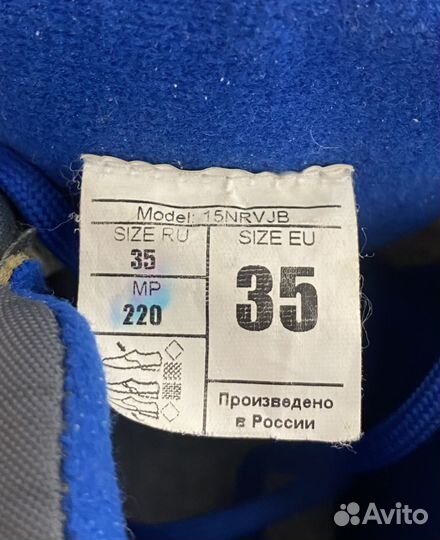 Model: 15NRVJB
SIZE RU
35
MP
220
SIZE EU
35
Произведено
в России
Avito